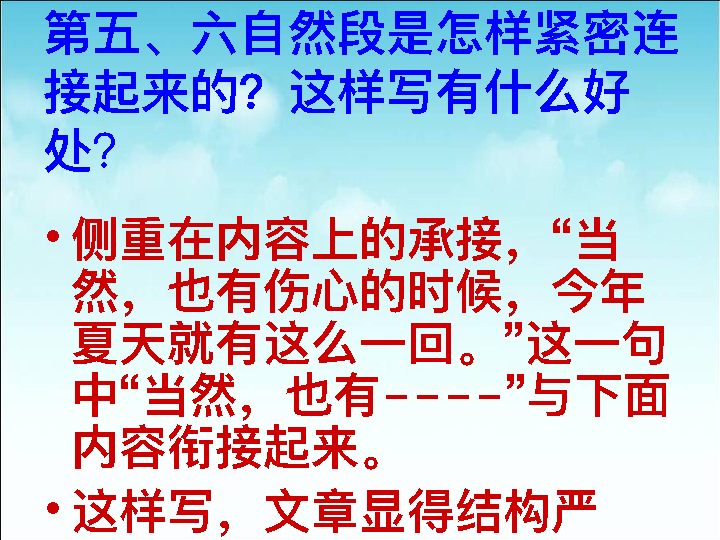 第五、六自然段是怎样紧密连
接起来的？这样写有什么好
处?
•侧重在内容上的承接，“当
然，也有伤心的时候，今年
夏天就有这么一回。”这一句
中“当然，也有----”与下面
内容衔接起来。
•这样写，文章显得结构严